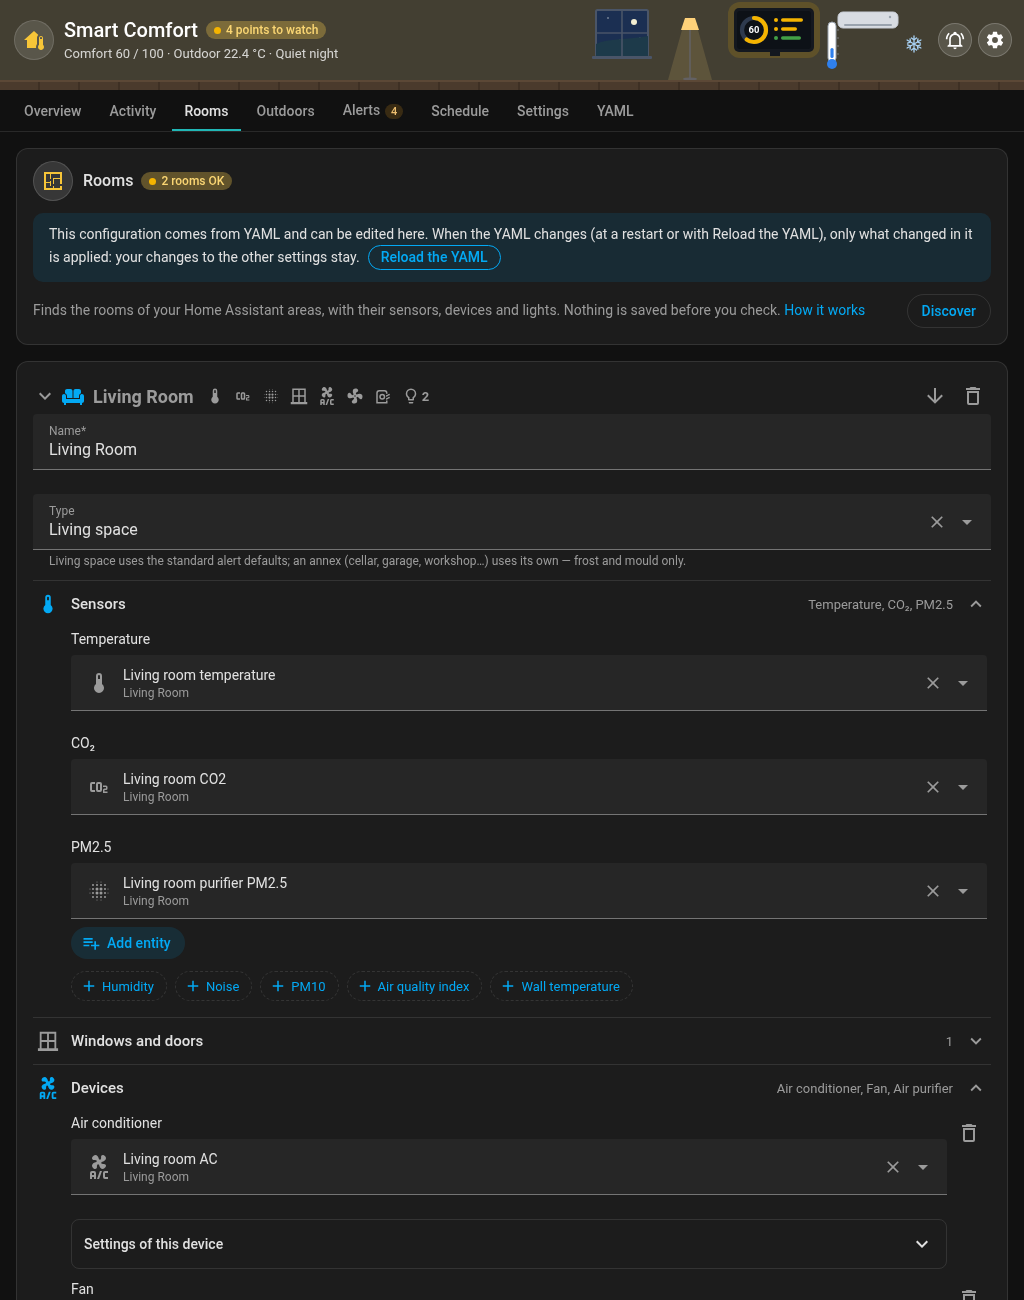 Smart Comfort
4 points to watch
Comfort 60 / 100 · Outdoor 22.4 °C · Quiet night
60
Overview
Activity
Rooms
Outdoors
Alerts 4
Schedule
Settings
YAML
Rooms
2 rooms OK
This configuration comes from YAML and can be edited here. When the YAML changes (at a restart or with Reload the YAML), only what changed in it
is applied: your changes to the other settings stay. Reload the YAML
Finds the rooms of your Home Assistant areas, with their sensors, devices and lights. Nothing is saved before you check. How it works
Discover
Living Room
CO₂
A/C
2
Name*
Living Room
Type
Living space
Living space uses the standard alert defaults; an annex (cellar, garage, workshop…) uses its own — frost and mould only.
Sensors
Temperature, CO₂, PM2.5
Temperature
Living room temperature
Living Room
CO₂
CO₂
Living room CO2
Living Room
PM2.5
Living room purifier PM2.5
Living Room
Add entity
Humidity
Noise
PM10
Air quality index
Wall temperature
Windows and doors
1
A/C
Devices
Air conditioner, Fan, Air purifier
Air conditioner
A/C
Living room AC
Living Room
Settings of this device
Fan